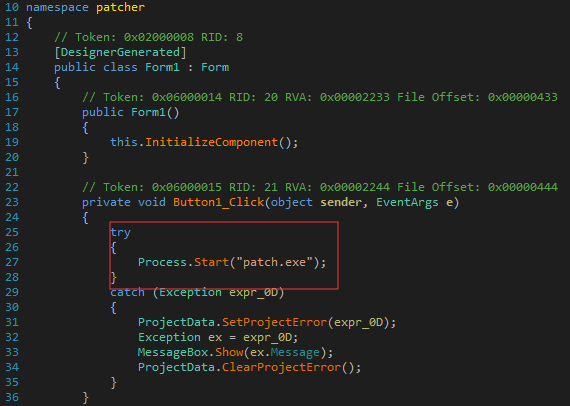 10 namespace patcher
11 {
12     // Token: 0x02000008 RID: 8
13     [DesignerGenerated]
14     public class Form1 : Form
15     {
16         // Token: 0x06000014 RID: 20 RVA: 0x00002233 File Offset: 0x00000433
17         public Form1()
18         {
19             this.InitializeComponent();
20         }
21
22         // Token: 0x06000015 RID: 21 RVA: 0x00002244 File Offset: 0x00000444
23         private void Button1_Click(object sender, EventArgs e)
24         {
25             try
26             {
27                 Process.Start("patch.exe");
28             }
29             catch (Exception expr_0D)
30             {
31                 ProjectData.SetProjectError(expr_0D);
32                 Exception ex = expr_0D;
33                 MessageBox.Show(ex.Message);
34                 ProjectData.ClearProjectError();
35             }
36         }